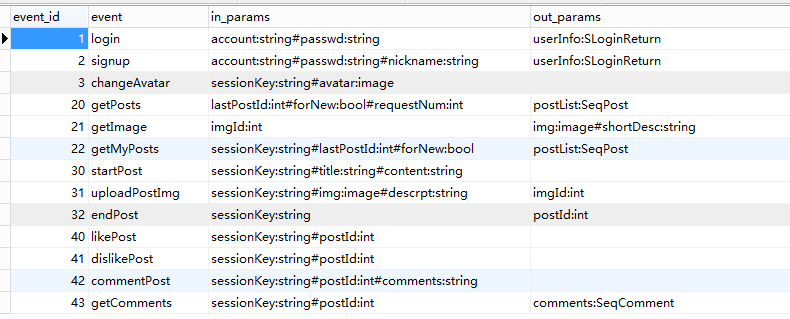 event_id event in_params out_params
1 login account:string#passwd:string userInfo:SLoginReturn
2 signup account:string#passwd:string#nickname:string userInfo:SLoginReturn
3 changeAvatar sessionKey:string#avatar:image
20 getPosts lastPostId:int#forNew:bool#requestNum:int postList:SeqPost
21 getImage imgId:int img:image#shortDesc:string
22 getMyPosts sessionKey:string#lastPostId:int#forNew:bool postList:SeqPost
30 startPost sessionKey:string#title:string#content:string
31 uploadPostImg sessionKey:string#img:image#descrpt:string imgId:int
32 endPost sessionKey:string postId:int
40 likePost sessionKey:string#postId:int
41 dislikePost sessionKey:string#postId:int
42 commentPost sessionKey:string#postId:int#comments:string
43 getComments sessionKey:string#postId:int comments:SeqComment